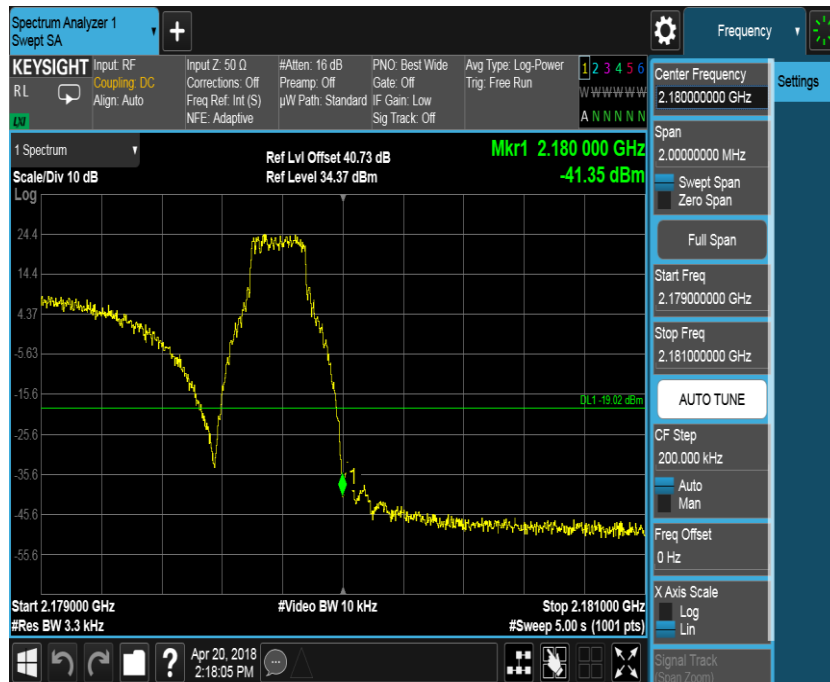 Spectrum Analyzer 1
Swept SA
+
Frequency
KEYSIGHT
RL
LXI
Input: RF
Coupling: DC
Align: Auto
Input Z: 50 Ω
Corrections: Off
Freq Ref: Int (S)
NFE: Adaptive
#Atten: 16 dB
Preamp: Off
µW Path: Standard
PNO: Best Wide
Gate: Off
IF Gain: Low
Sig Track: Off
Avg Type: Log-Power
Trig: Free Run
1 2 3 4 5 6
W W W W W W
A N N N N N
Center Frequency
2.180000000 GHz
Settings
1 Spectrum
Scale/Div 10 dB
Ref Lvl Offset 40.73 dB
Ref Level 34.37 dBm
Mkr1 2.180 000 GHz
-41.35 dBm
Span
2.00000000 MHz
Swept Span
Zero Span
Full Span
Start Freq
2.179000000 GHz
Stop Freq
2.181000000 GHz
AUTO TUNE
CF Step
200.000 kHz
Auto
Man
Freq Offset
0 Hz
X Axis Scale
Log
Lin
Signal Track
(Span Zoom)
Log
24.4
14.4
4.37
-5.63
-15.6
-25.6
-35.6
-45.6
-55.6
DL1 -19.02 dBm
1
Start 2.179000 GHz
#Res BW 3.3 kHz
#Video BW 10 kHz
Stop 2.181000 GHz
#Sweep 5.00 s (1001 pts)
?
Apr 20, 2018
2:18:05 PM